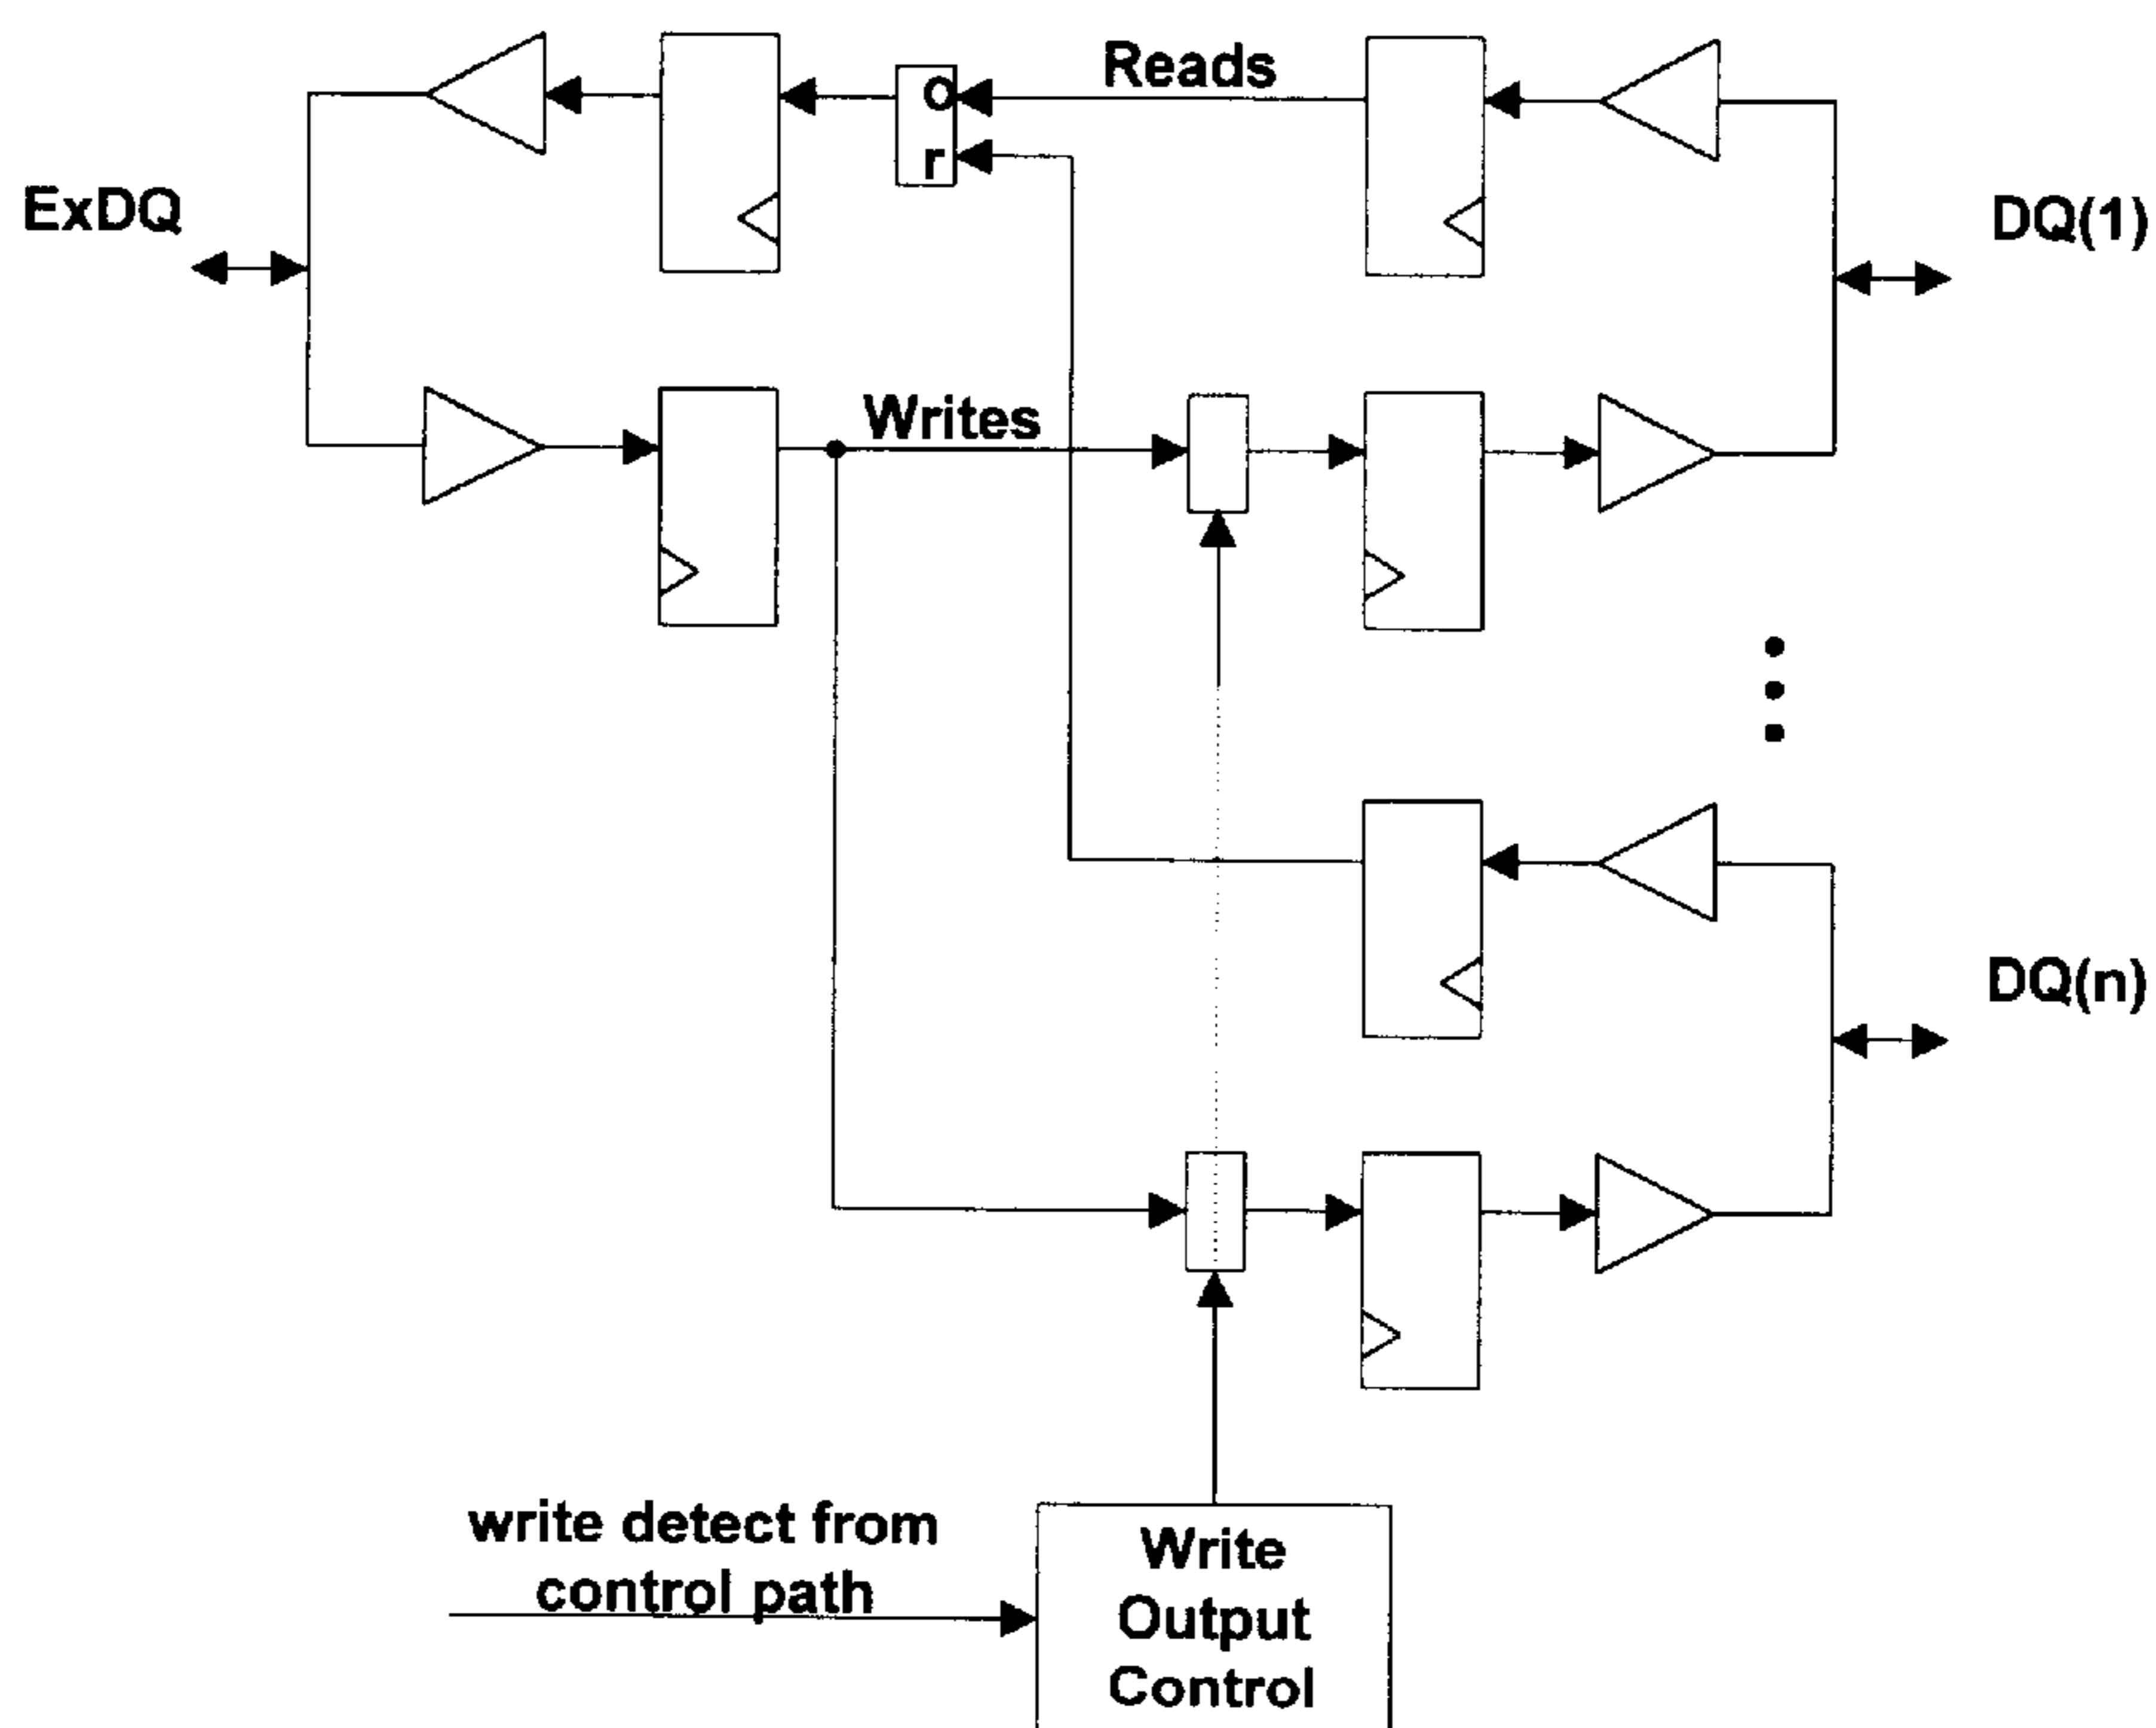 Reads
o
r
ExDQ
DQ(1)
Writes
DQ(n)
write detect from
control path
Write
Output
Control